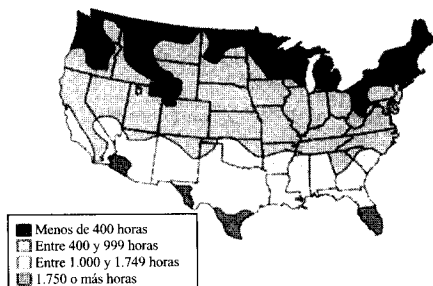 Menos de 400 horas
Entre 400 y 999 horas
Entre 1.000 y 1.749 horas
1.750 o más horas